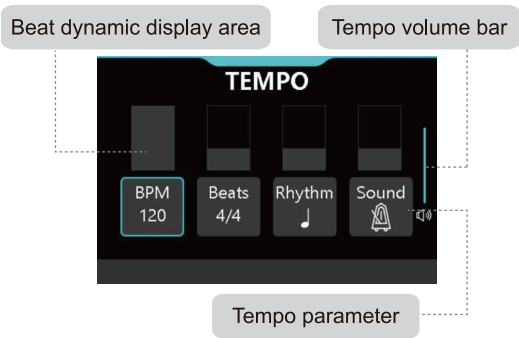 Beat dynamic display area
Tempo volume bar
TEMPO
BPM
120
Beats
4/4
Rhythm
Sound
Tempo parameter